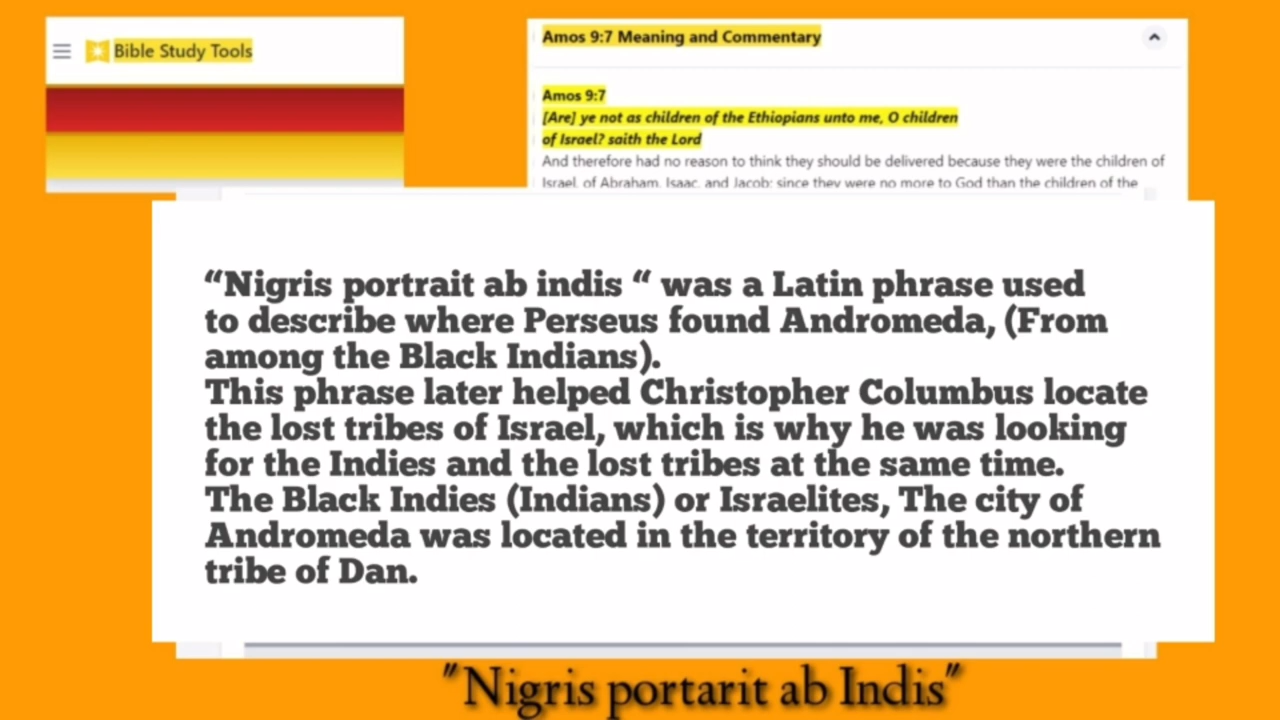 Bible Study Tools
Amos 9:7 Meaning and Commentary
Amos 9:7
[Are] ye not as children of the Ethiopians unto me, O children
of Israel? saith the Lord
And therefore had no reason to think they should be delivered because they were the children of
Israel, of Abraham, Isaac, and Jacob; since they were no more to God than the children of the
“Nigris portrait ab indis “ was a Latin phrase used
to describe where Perseus found Andromeda, (From
among the Black Indians).
This phrase later helped Christopher Columbus locate
the lost tribes of Israel, which is why he was looking
for the Indies and the lost tribes at the same time.
The Black Indies (Indians) or Israelites, The city of
Andromeda was located in the territory of the northern
tribe of Dan.
"Nigris portarit ab Indis"